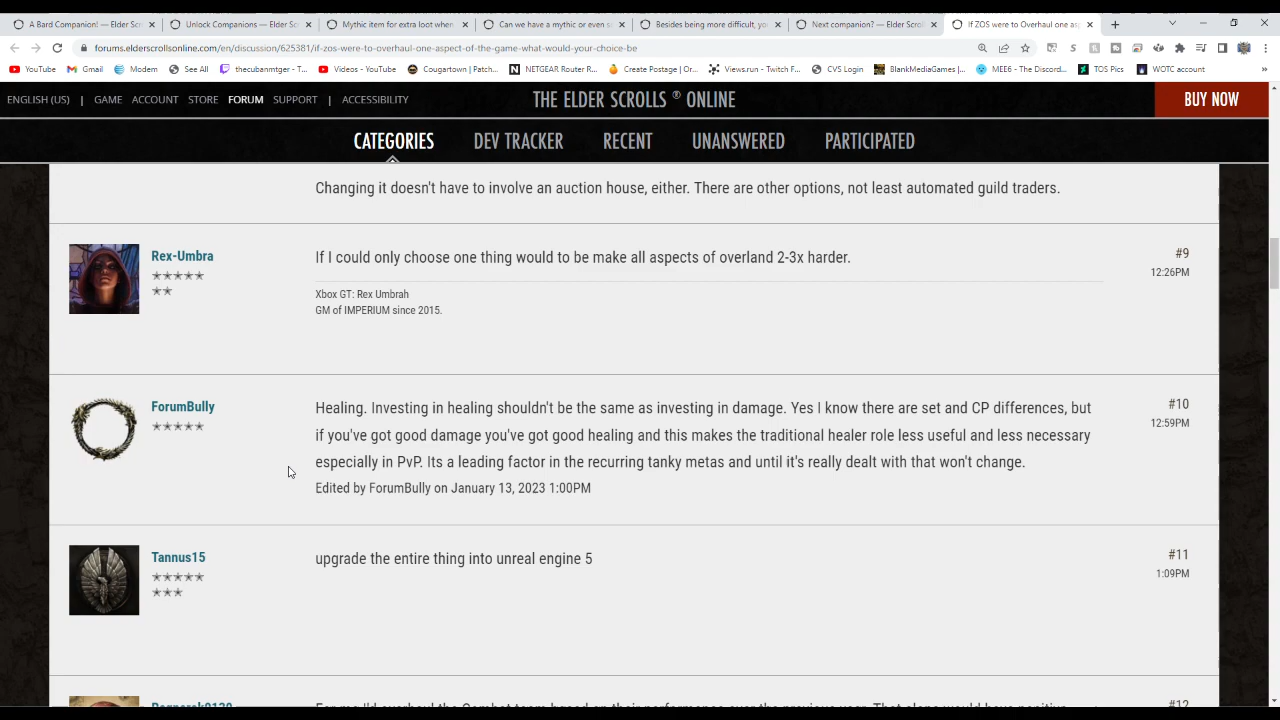 A Bard Companion! — Elder Scro
Unlock Companions — Elder Scr
Mythic item for extra loot when
Can we have a mythic or even s
Besides being more difficult, yo
Next companion? — Elder Scroll
If ZOS were to Overhaul one asp
forums.elderscrollsonline.com/en/discussion/625381/if-zos-were-to-overhaul-one-aspect-of-the-game-what-would-your-choice-be
YouTube Gmail Modem See All thecubanmtger - T... Videos - YouTube Cougartown | Patch... NETGEAR Router R... Create Postage | Or... Views.run - Twitch F... CVS Login BlankMediaGames |... MEE6 - The Discord... TOS Pics WOTC account »
ENGLISH (US) | GAME ACCOUNT STORE FORUM SUPPORT | ACCESSIBILITY
THE ELDER SCROLLS ® ONLINE
BUY NOW
CATEGORIES DEV TRACKER RECENT UNANSWERED PARTICIPATED
Changing it doesn't have to involve an auction house, either. There are other options, not least automated guild traders.
Rex-Umbra
If I could only choose one thing would to be make all aspects of overland 2-3x harder.
#9
12:26PM
Xbox GT: Rex Umbrah
GM of IMPERIUM since 2015.
ForumBully
Healing. Investing in healing shouldn't be the same as investing in damage. Yes I know there are set and CP differences, but
if you've got good damage you've got good healing and this makes the traditional healer role less useful and less necessary
especially in PvP. Its a leading factor in the recurring tanky metas and until it's really dealt with that won't change.
Edited by ForumBully on January 13, 2023 1:00PM
#10
12:59PM
Tannus15
upgrade the entire thing into unreal engine 5
#11
1:09PM
#12